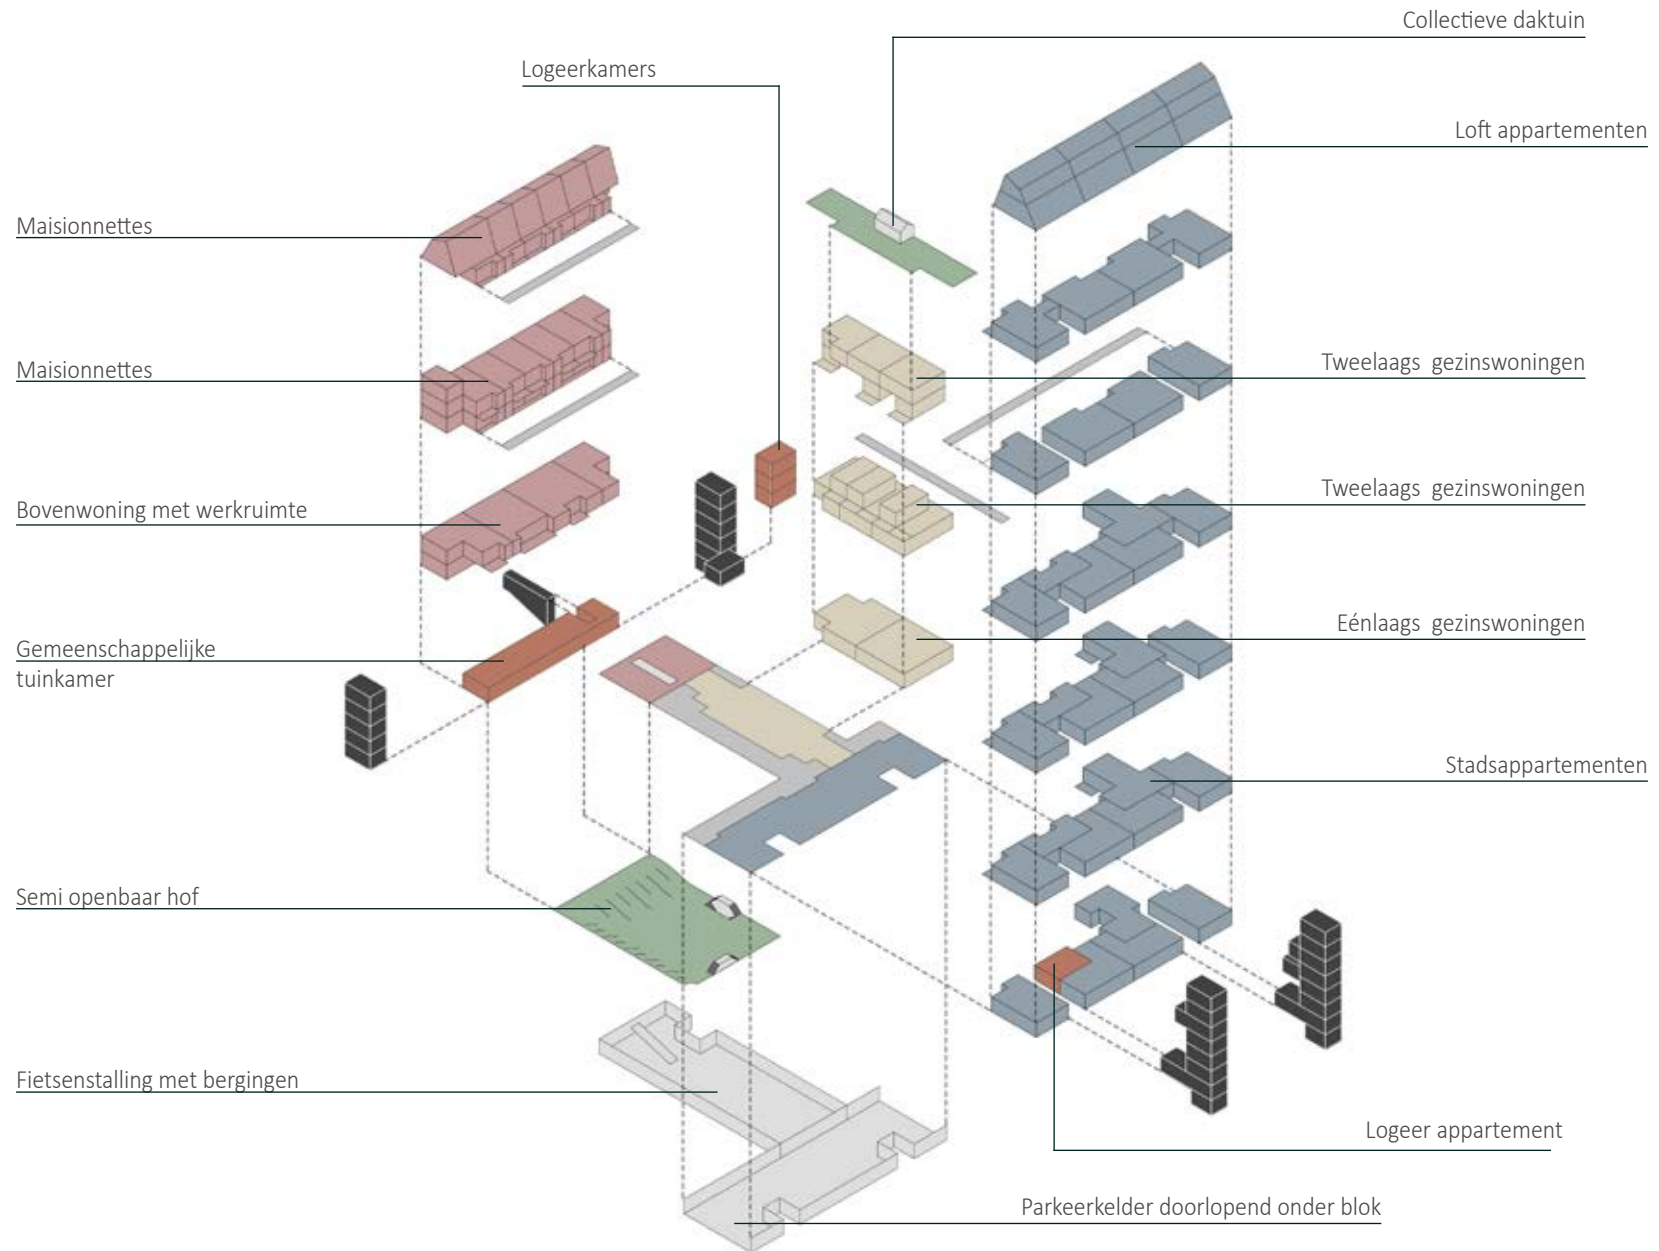 Collectieve daktuin
Logeerkamers
Loft appartementen
Maisionnettes
Maisionnettes
Tweelaags gezinswoningen
Tweelaags gezinswoningen
Bovenwoning met werkruimte
Eénlaags gezinswoningen
Gemeenschappelijke
tuinkamer
Stadsappartementen
Semi openbaar hof
Fietsenstalling met bergingen
Logeer appartement
Parkeerkelder doorlopend onder blok